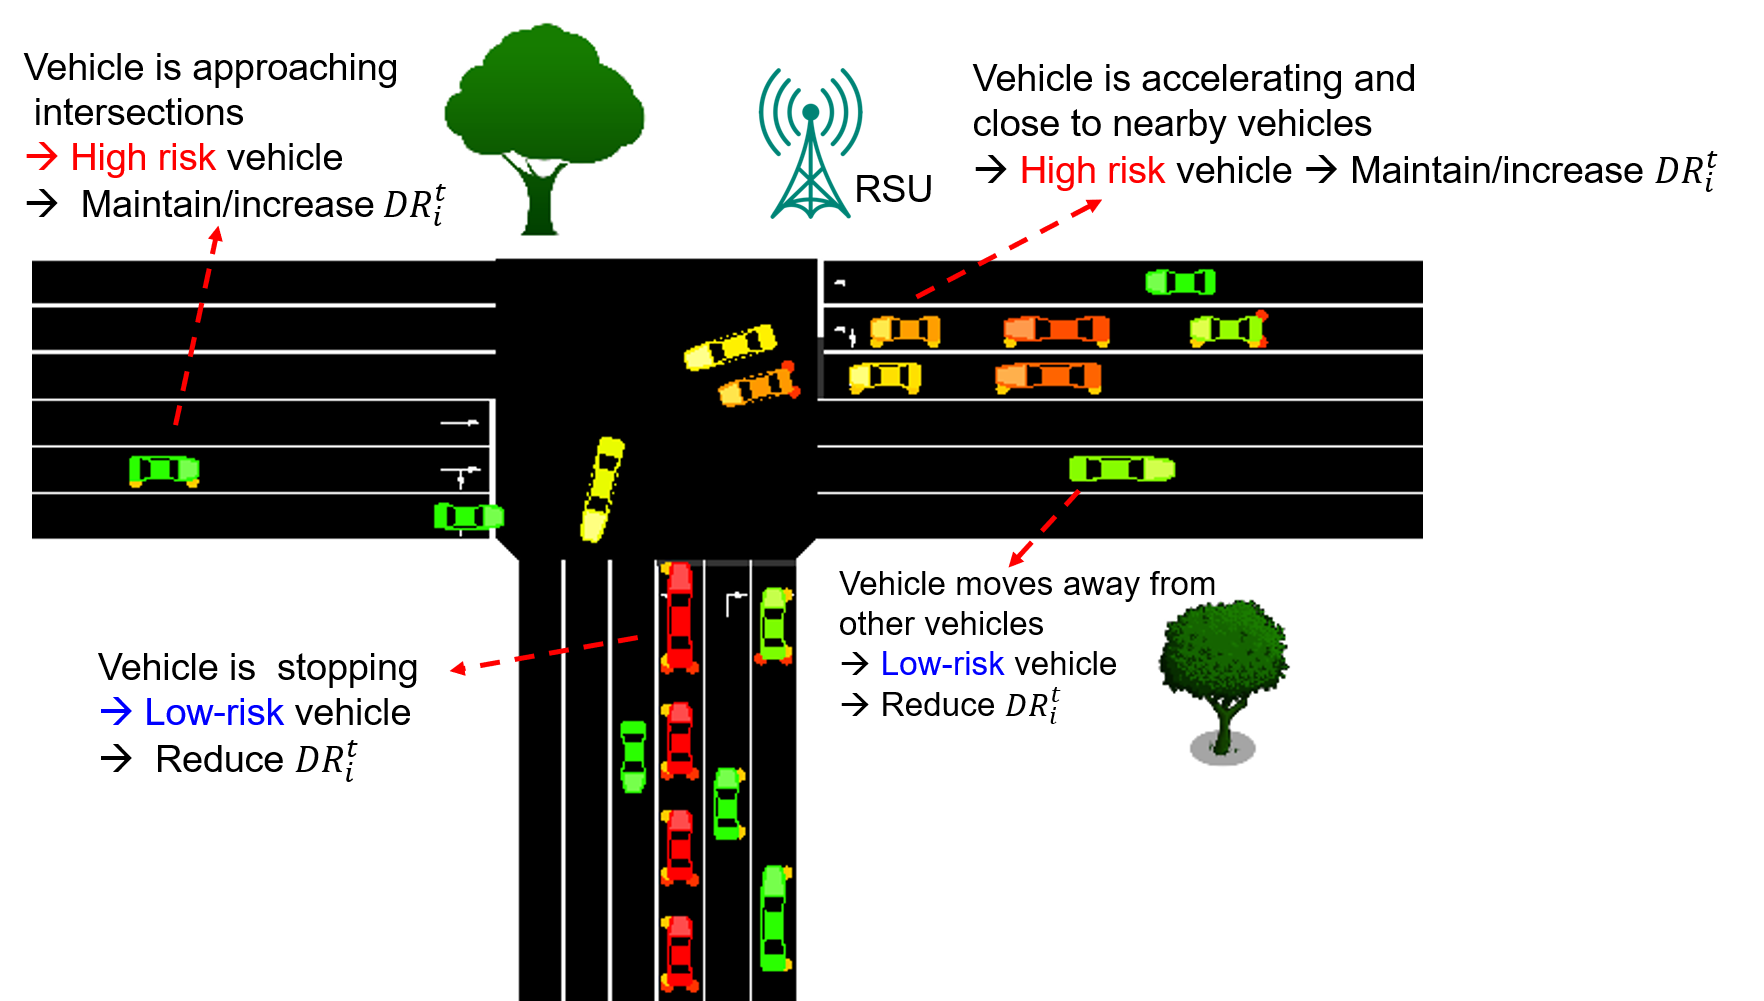 Vehicle is approaching
intersections
→ High risk vehicle
→ Maintain/increase $DR_i^t$
RSU
Vehicle is accelerating and
close to nearby vehicles
→ High risk vehicle → Maintain/increase $DR_i^t$
Vehicle is stopping
→ Low-risk vehicle
→ Reduce $DR_i^t$
Vehicle moves away from
other vehicles
→ Low-risk vehicle
→ Reduce $DR_i^t$